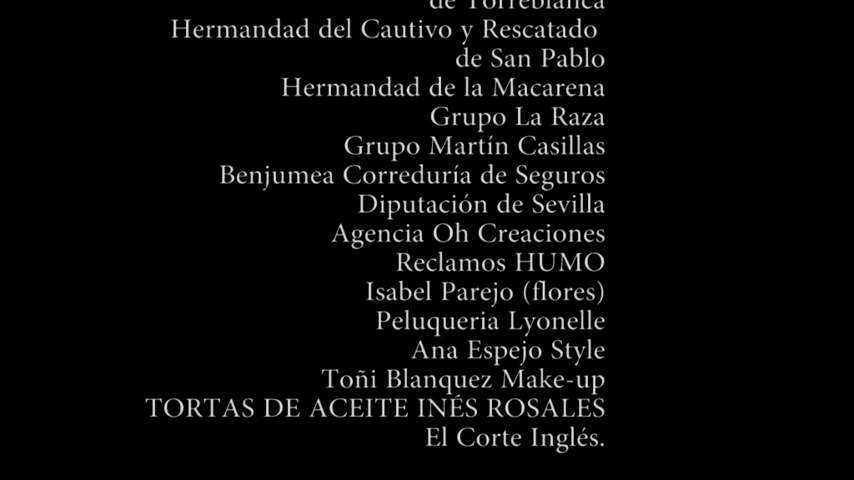 de Torreblanca
Hermandad del Cautivo y Rescatado
de San Pablo
Hermandad de la Macarena
Grupo La Raza
Grupo Martín Casillas
Benjumea Correduría de Seguros
Diputación de Sevilla
Agencia Oh Creaciones
Reclamos HUMO
Isabel Parejo (flores)
Peluqueria Lyonelle
Ana Espejo Style
Toñi Blanquez Make-up
TORTAS DE ACEITE INÉS ROSALES
El Corte Inglés.